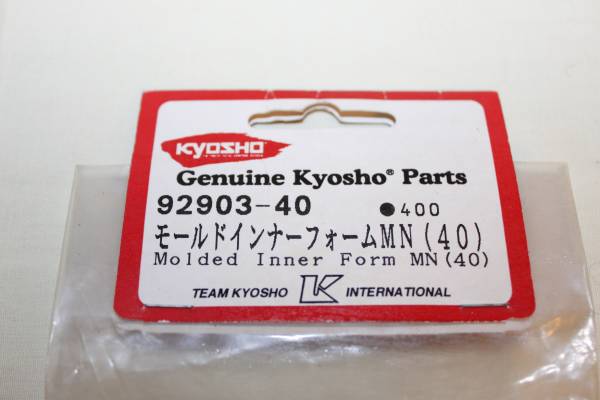 KYOSHO
Genuine Kyosho® Parts
92903-40 ●400
モールドインナーフォームMN(40)
Molded Inner Form MN(40)
TEAM KYOSHO K INTERNATIONAL